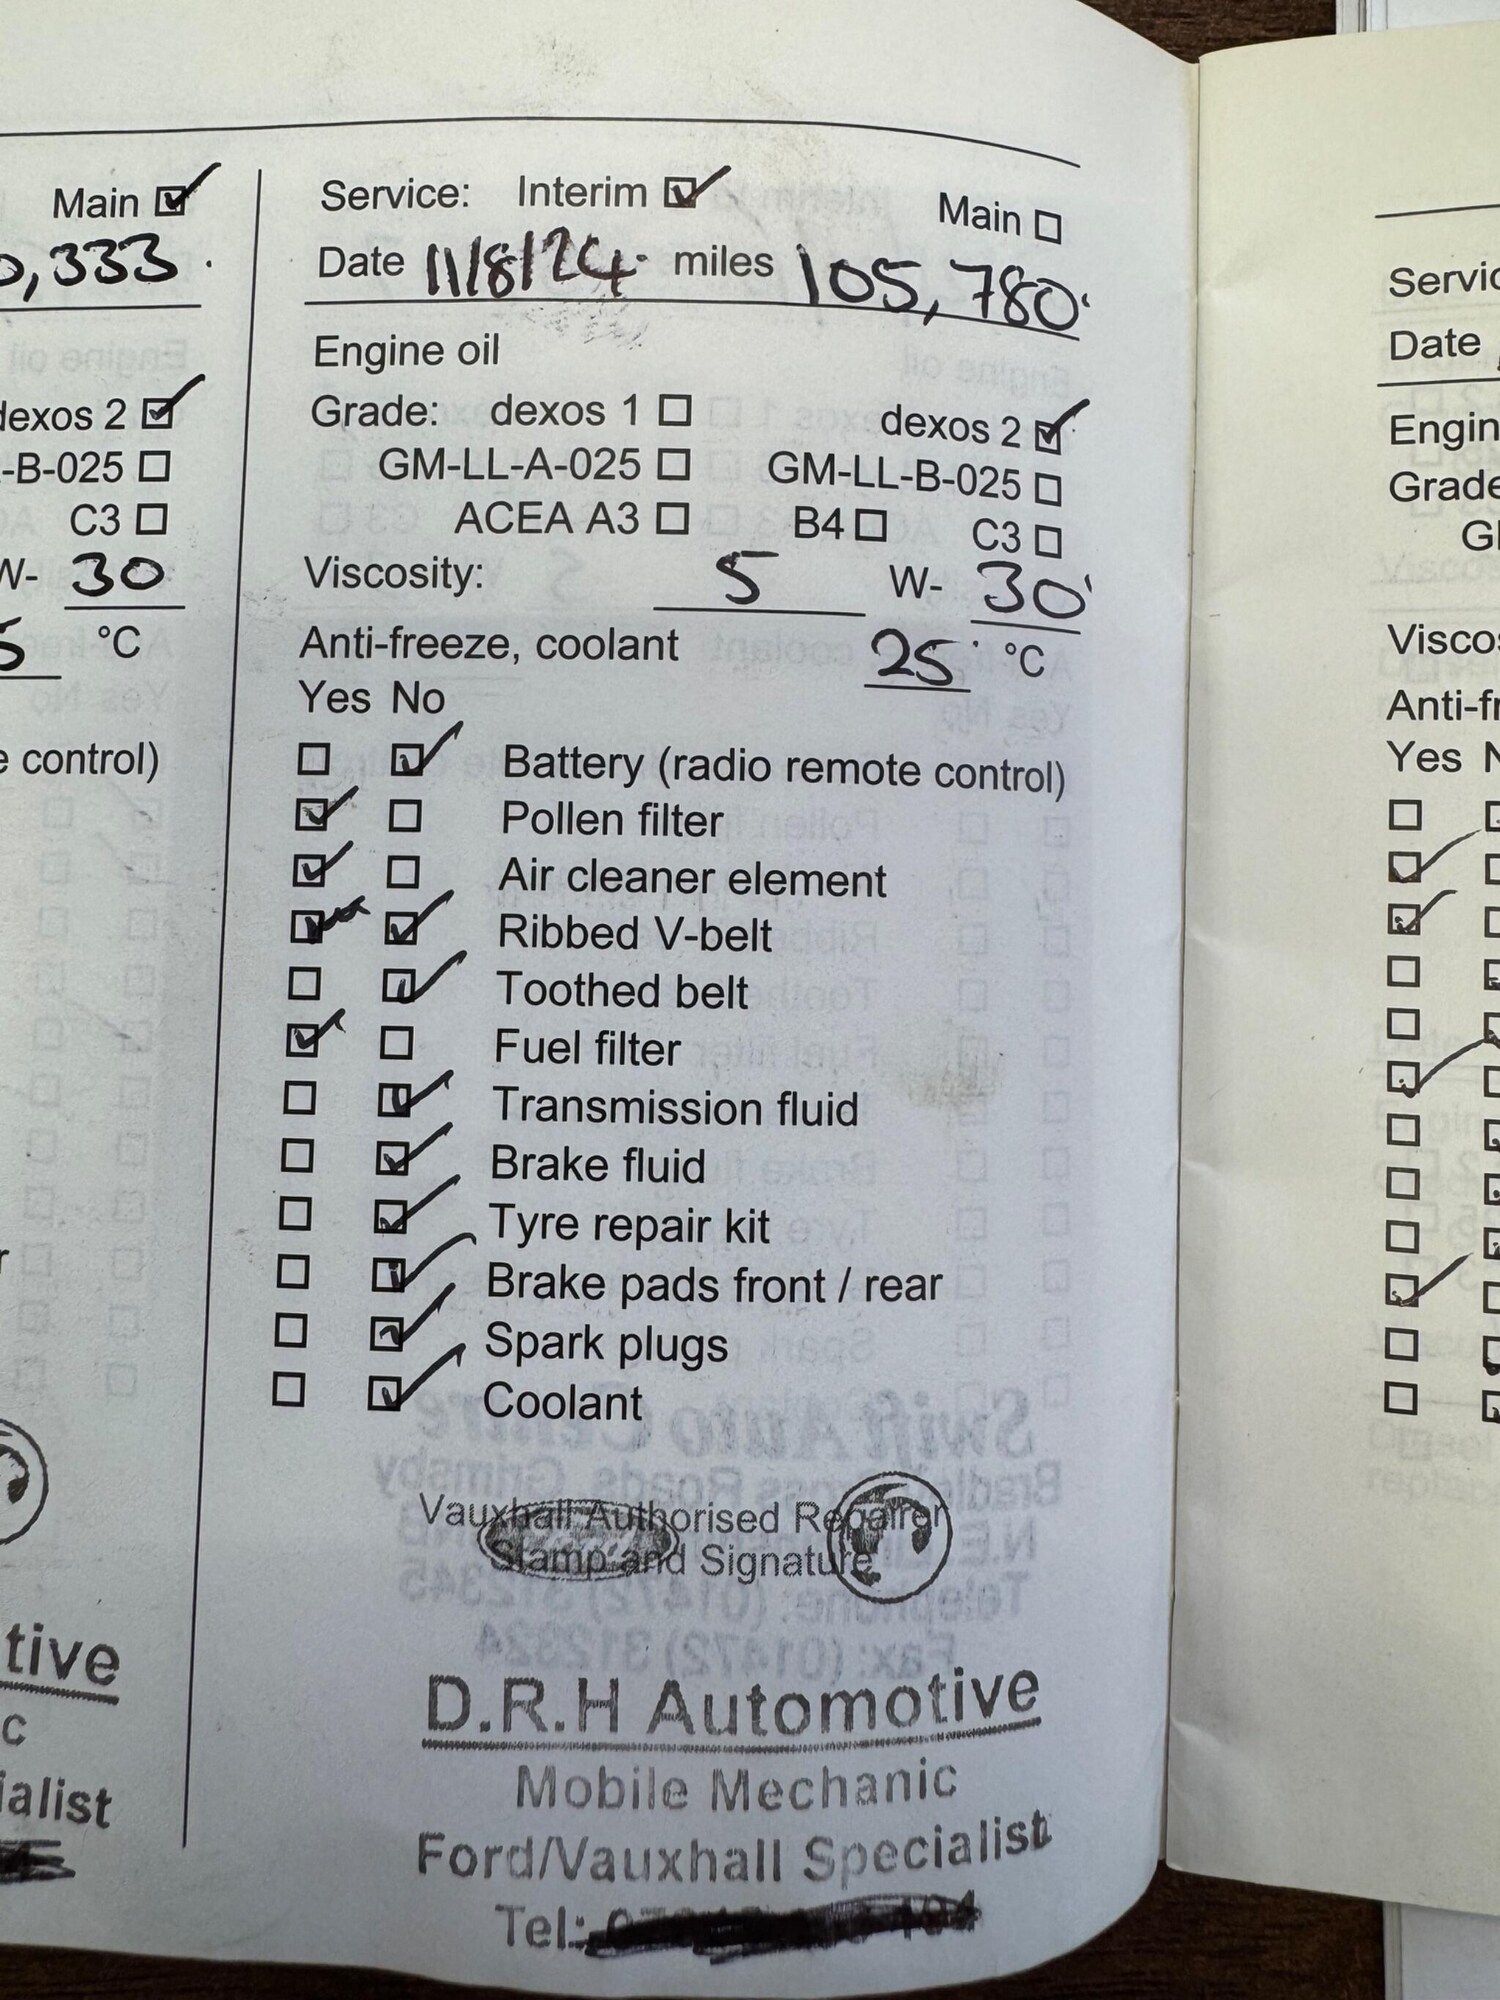 Main
0,333.
dexos 2
-B-025
C3
W- 30
5 °C
e control)
r
tive
c
ialist
Service: Interim Main
Date 11/8/24. miles 105,780
Engine oil
Grade: dexos 1 dexos 2
GM-LL-A-025 GM-LL-B-025
ACEA A3 B4 C3
Viscosity: 5 W- 30
Anti-freeze, coolant 25 °C
Yes No
Battery (radio remote control)
Pollen filter
Air cleaner element
Ribbed V-belt
Toothed belt
Fuel filter
Transmission fluid
Brake fluid
Tyre repair kit
Brake pads front / rear
Spark plugs
Coolant
Vauxhall Authorised Repairer
Stamp and Signature
D.R.H Automotive
Mobile Mechanic
Ford/Vauxhall Specialist
Tel:
Servic
Date
Engin
Grade
G
Viscos
Anti-fr
Yes N